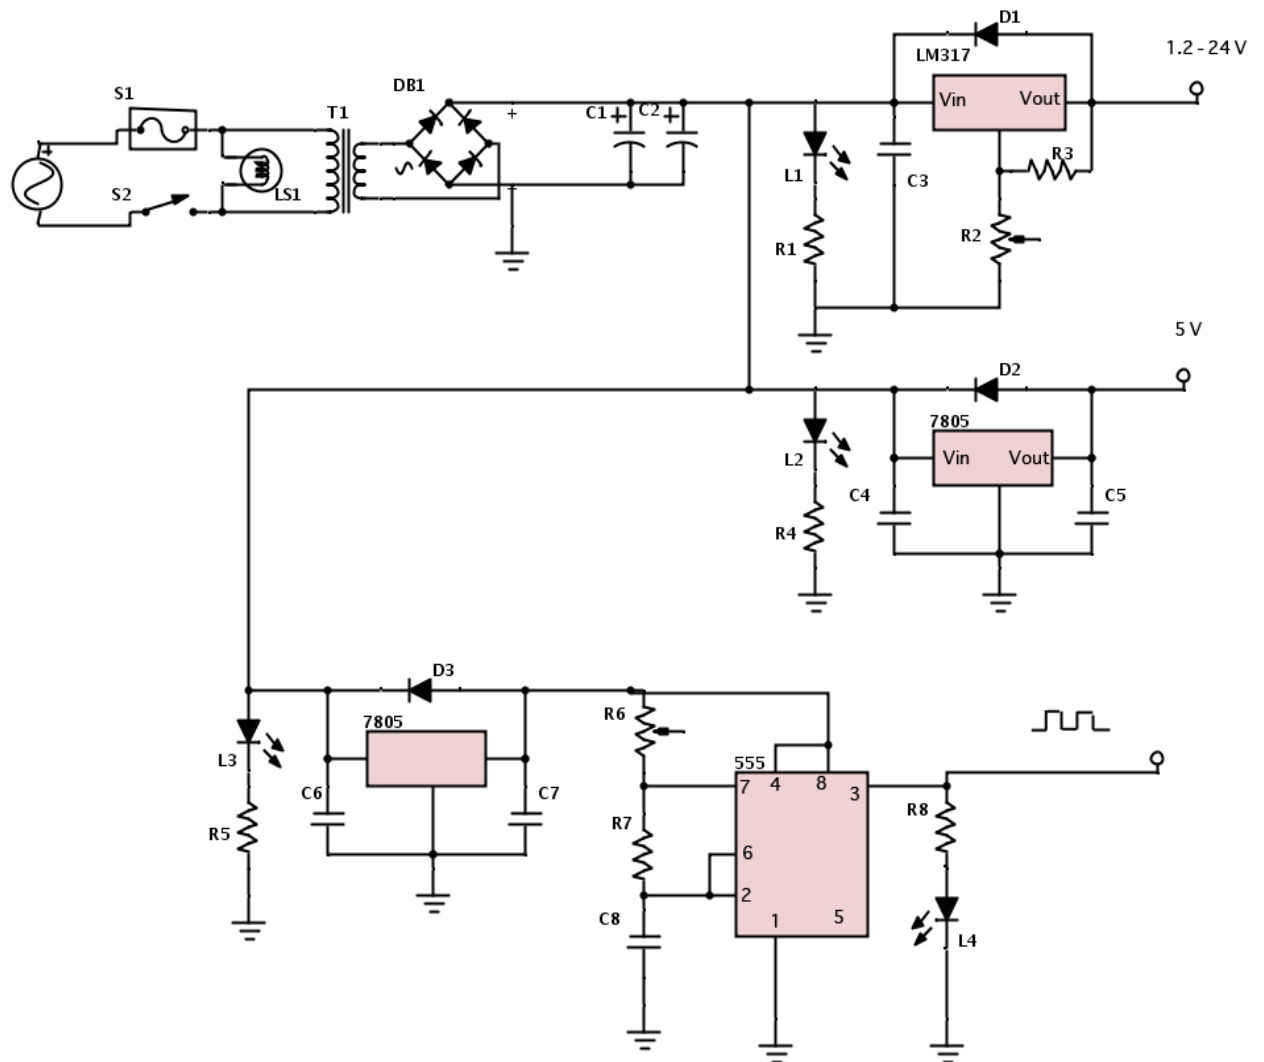 D1
1.2 - 24 V
LM317
DB1
S1
T1
C1
C2
+
+
+
Vin
Vout
+
R3
L1
C3
S2
LS1
R2
R1
+
5 V
D2
7805
Vin
Vout
L2
C4
C5
R4
D3
R6
7805
555
L3
7
4
8
3
C6
C7
R8
R5
R7
6
2
C8
1
5
L4